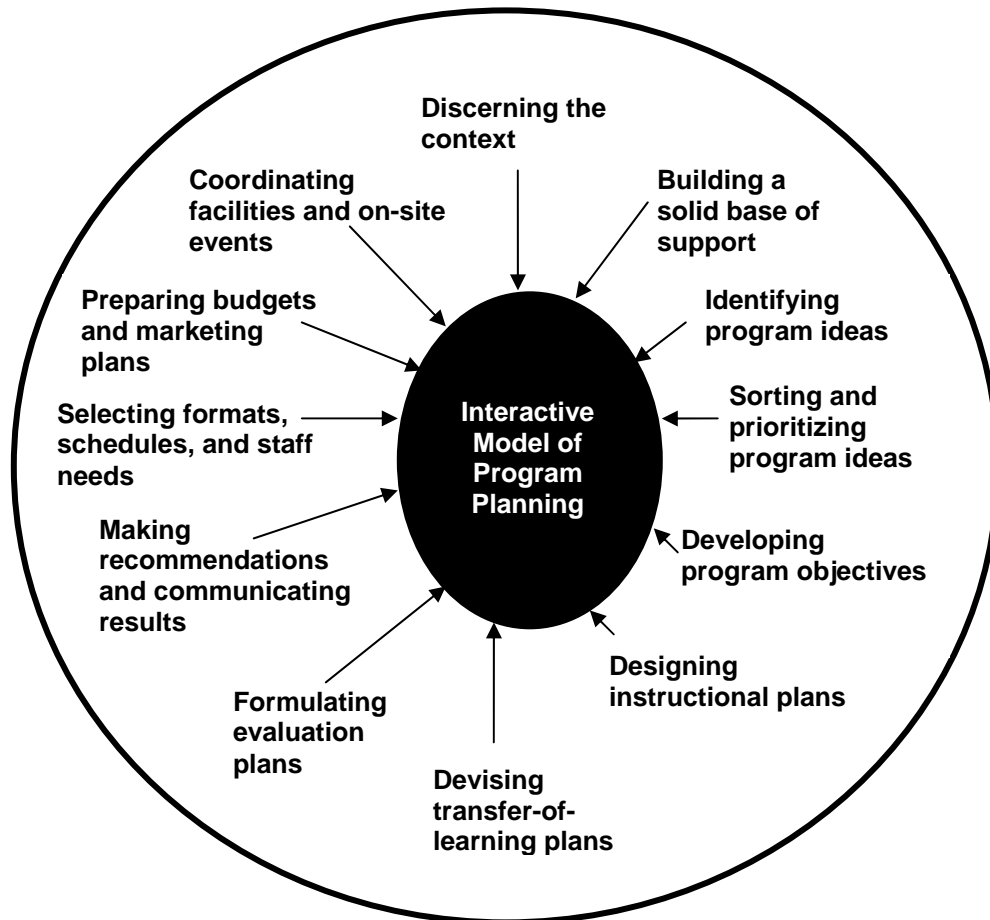 Discerning the
context
Building a
solid base of
support
Identifying
program ideas
Sorting and
prioritizing
program ideas
Developing
program objectives
Designing
instructional plans
Devising
transfer-of-
learning plans
Formulating
evaluation
plans
Making
recommendations
and communicating
results
Selecting formats,
schedules, and staff
needs
Preparing budgets
and marketing
plans
Coordinating
facilities and on-site
events
Interactive
Model of
Program
Planning